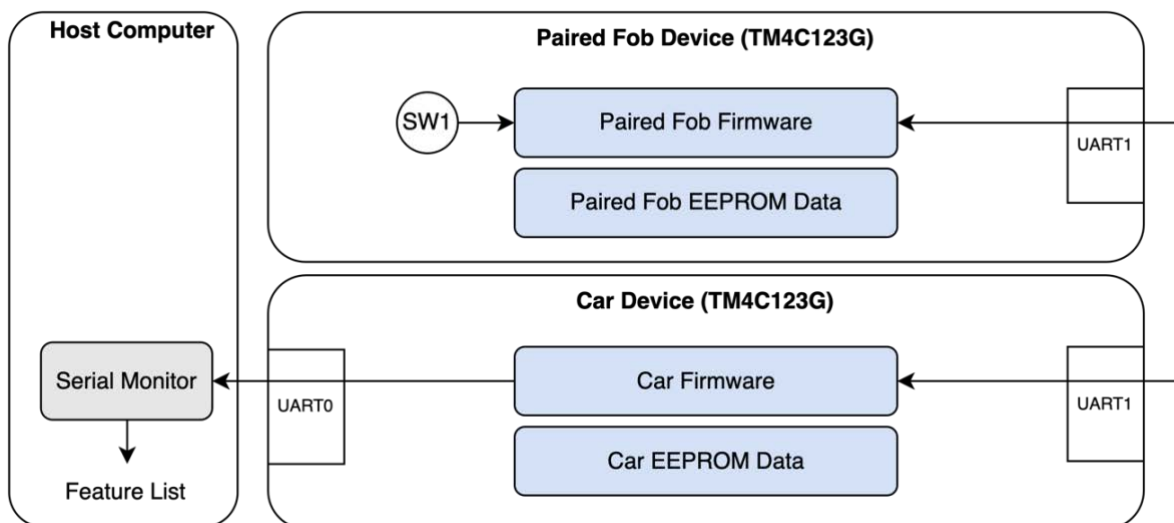 Host Computer
Paired Fob Device (TM4C123G)
SW1
Paired Fob Firmware
UART1
Paired Fob EEPROM Data
Car Device (TM4C123G)
Serial Monitor
UART0
Car Firmware
UART1
Car EEPROM Data
Feature List